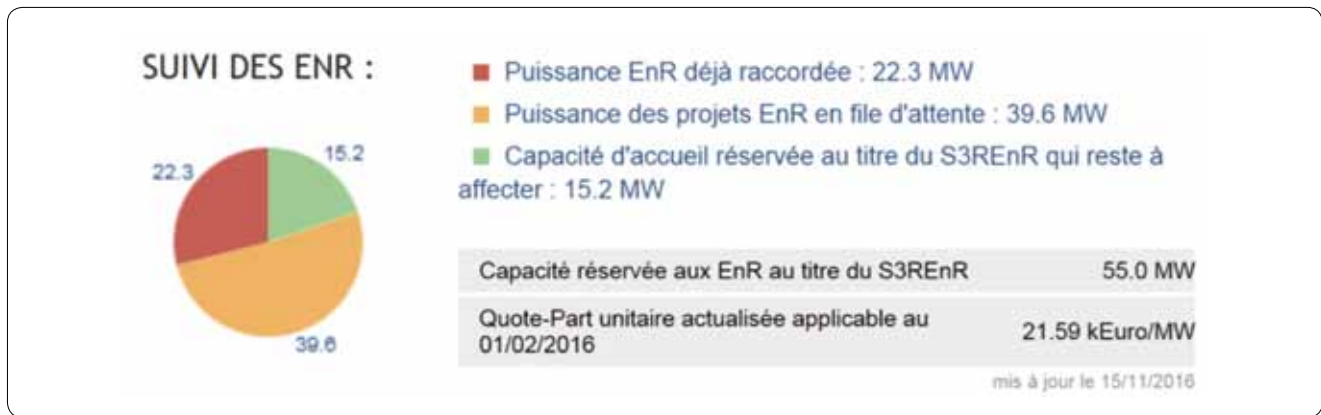 SUIVI DES ENR :
Puissance EnR déjà raccordée : 22.3 MW
Puissance des projets EnR en file d'attente : 39.6 MW
Capacité d'accueil réservée au titre du S3REnR qui reste à
affecter : 15.2 MW
22.3
15.2
39.6
Capacité réservée aux EnR au titre du S3REnR 55.0 MW
Quote-Part unitaire actualisée applicable au
01/02/2016 21.59 kEuro/MW
mis à jour le 15/11/2016